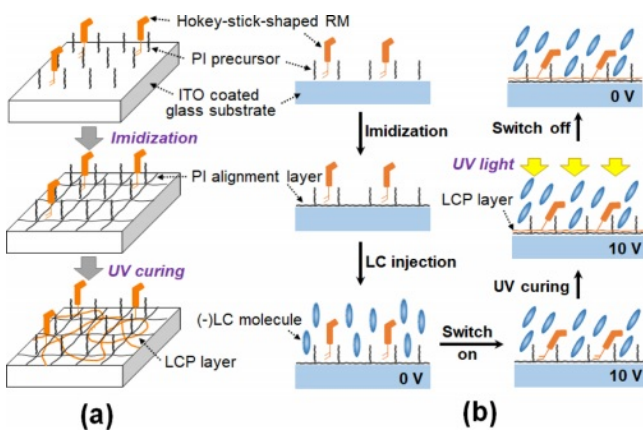 Hokey-stick-shaped RM
PI precursor
ITO coated
glass substrate
Imidization
PI alignment layer
UV curing
(-)LC molecule
LCP layer
(a)
Imidization
LC injection
0 V
Switch
on
10 V
UV curing
UV light
LCP layer
10 V
Switch off
0 V
(b)